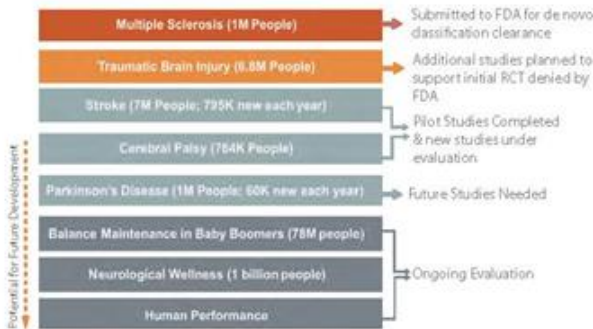 Multiple Sclerosis (1M People)
Submitted to FDA for de novo
classification clearance
Traumatic Brain Injury (6.8M People)
Additional studies planned to
support initial RCT denied by
FDA
Stroke (7M People; 795K new each year)
Pilot Studies Completed
& new studies under
evaluation
Cerebral Palsy (764K People)
Parkinson's Disease (1M People; 60K new each year)
Future Studies Needed
Balance Maintenance in Baby Boomers (78M people)
Neurological Wellness (1 billion people)
Ongoing Evaluation
Human Performance
Potential for Future Development